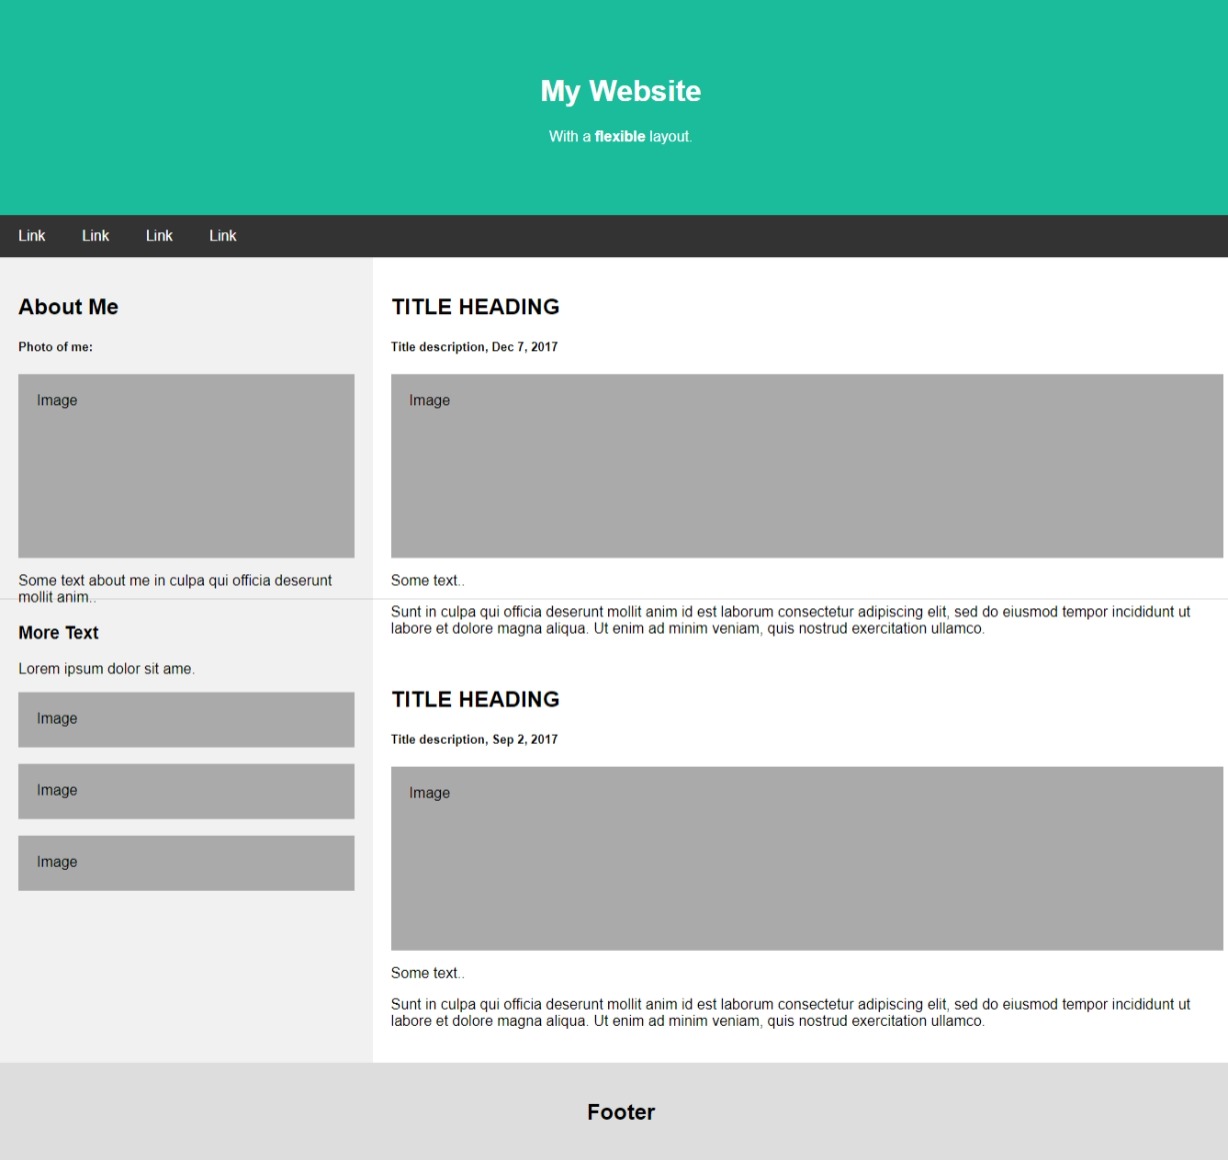 My Website
With a flexible layout.
Link Link Link Link
About Me
Photo of me:
Image
Some text about me in culpa qui officia deserunt
mollit anim..
More Text
Lorem ipsum dolor sit ame.
Image
Image
Image
TITLE HEADING
Title description, Dec 7, 2017
Image
Some text..
Sunt in culpa qui officia deserunt mollit anim id est laborum consectetur adipiscing elit, sed do eiusmod tempor incididunt ut
labore et dolore magna aliqua. Ut enim ad minim veniam, quis nostrud exercitation ullamco.
TITLE HEADING
Title description, Sep 2, 2017
Image
Some text..
Sunt in culpa qui officia deserunt mollit anim id est laborum consectetur adipiscing elit, sed do eiusmod tempor incididunt ut
labore et dolore magna aliqua. Ut enim ad minim veniam, quis nostrud exercitation ullamco.
Footer